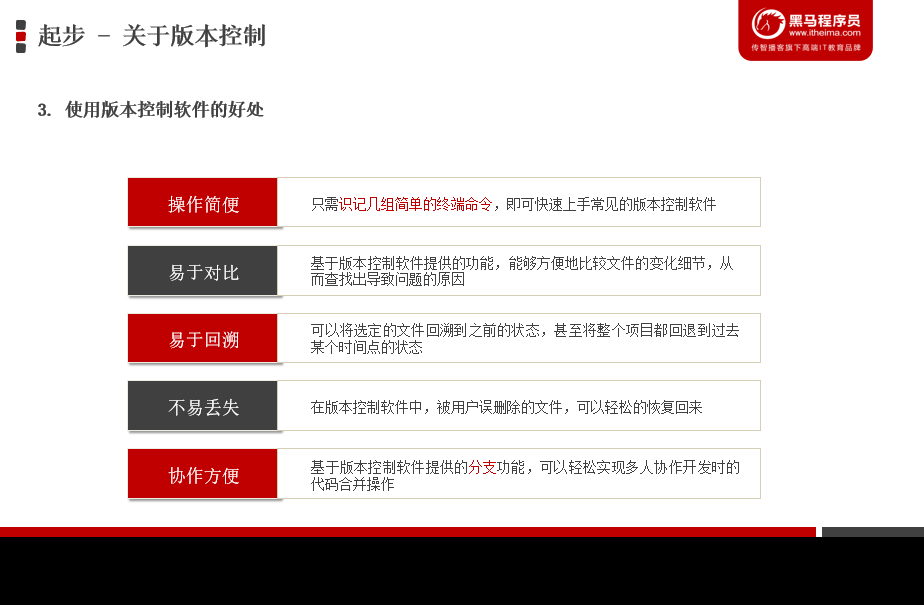 起步 － 关于版本控制
黑马程序员
www.itheima.com
传智播客旗下高端IT教育品牌
3. 使用版本控制软件的好处
操作简便
只需识记几组简单的终端命令，即可快速上手常见的版本控制软件
易于对比
基于版本控制软件提供的功能，能够方便地比较文件的变化细节，从
而查找出导致问题的原因
易于回溯
可以将选定的文件回溯到之前的状态，甚至将整个项目都回退到过去
某个时间点的状态
不易丢失
在版本控制软件中，被用户误删除的文件，可以轻松的恢复回来
协作方便
基于版本控制软件提供的分支功能，可以轻松实现多人协作开发时的
代码合并操作